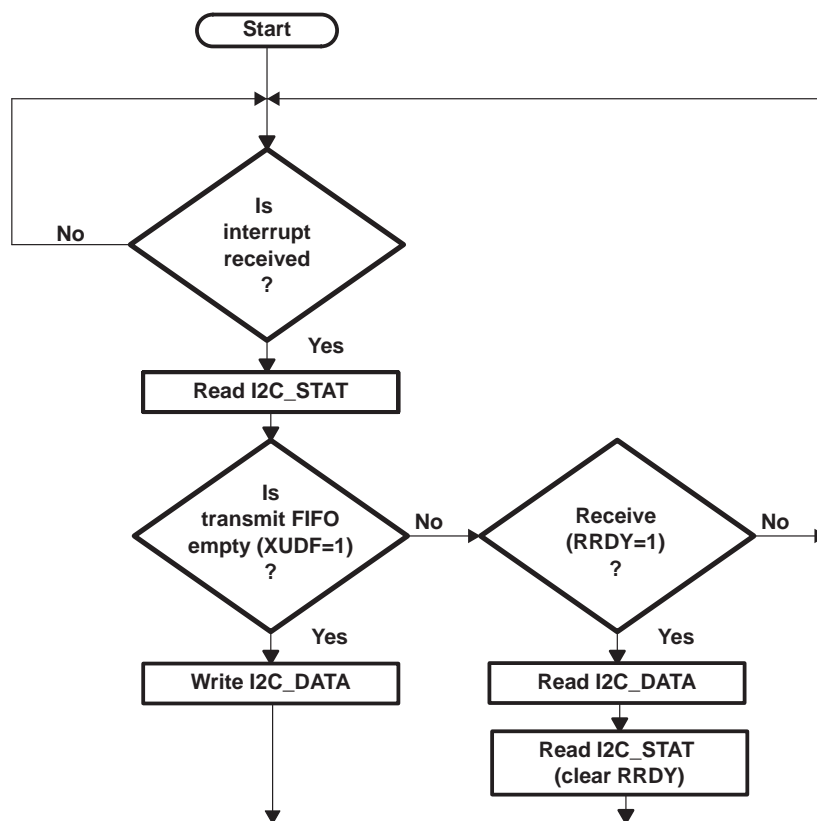 Start
Is
interrupt
received
?
No
Yes
Read I2C_STAT
Is
transmit FIFO
empty (XUDF=1)
?
No
Receive
(RRDY=1)
?
No
Yes
Write I2C_DATA
Yes
Read I2C_DATA
Read I2C_STAT
(clear RRDY)